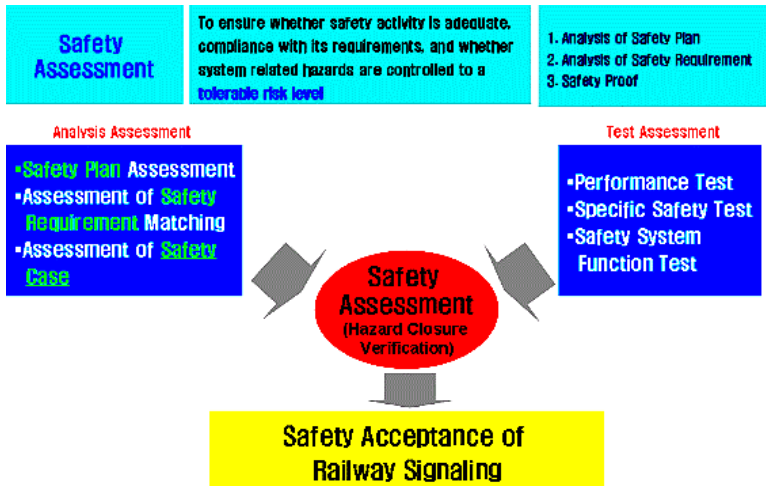 Safety
Assessment
To ensure whether safety activity is adequate,
compliance with its requirements, and whether
system related hazards are controlled to a
tolerable risk level
1. Analysis of Safety Plan
2. Analysis of Safety Requirement
3. Safety Proof
Analysis Assessment
▪Safety Plan Assessment
▪Assessment of Safety
Requirement Matching
▪Assessment of Safety
Case
Test Assessment
▪Performance Test
▪Specific Safety Test
▪Safety System
Function Test
Safety
Assessment
(Hazard Closure
Verification)
Safety Acceptance of
Railway Signaling